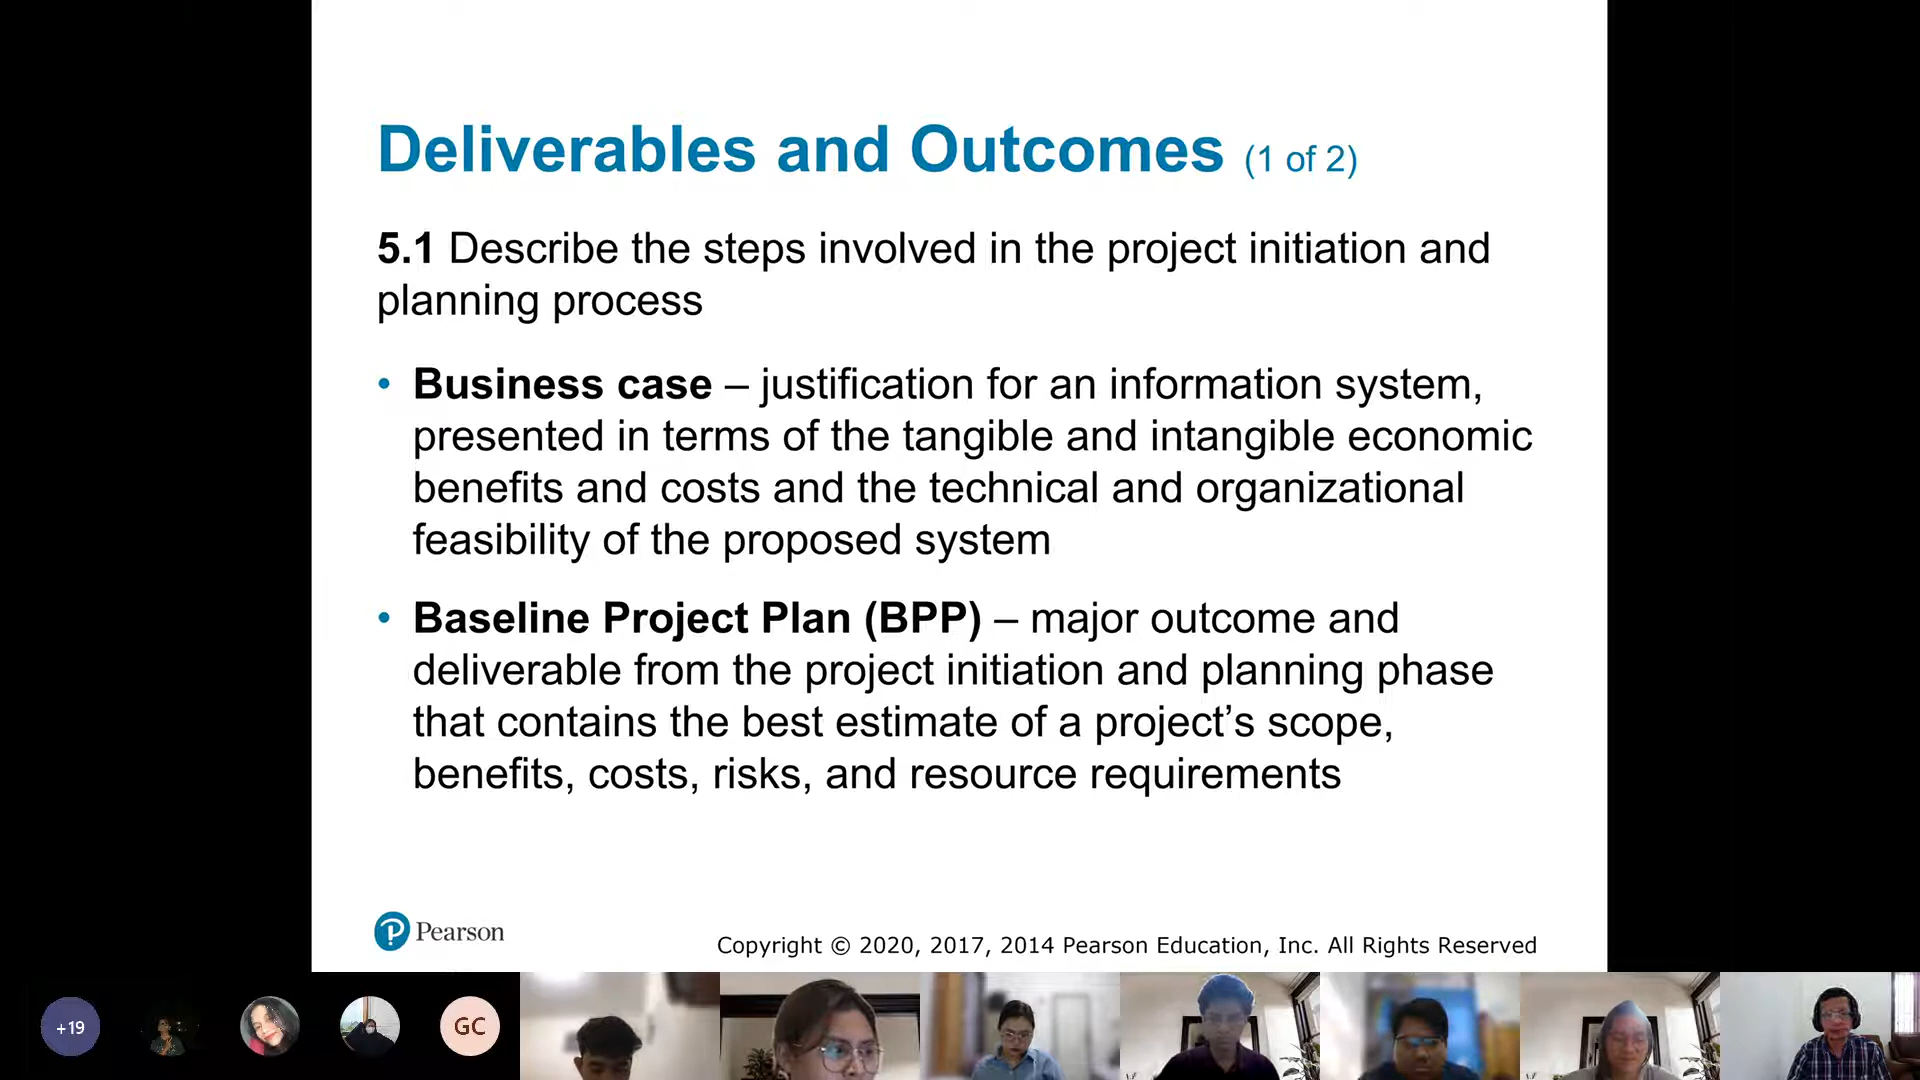 Deliverables and Outcomes (1 of 2)
5.1 Describe the steps involved in the project initiation and
planning process
• Business case – justification for an information system,
presented in terms of the tangible and intangible economic
benefits and costs and the technical and organizational
feasibility of the proposed system
• Baseline Project Plan (BPP) – major outcome and
deliverable from the project initiation and planning phase
that contains the best estimate of a project’s scope,
benefits, costs, risks, and resource requirements
P Pearson
Copyright © 2020, 2017, 2014 Pearson Education, Inc. All Rights Reserved
+19
GC